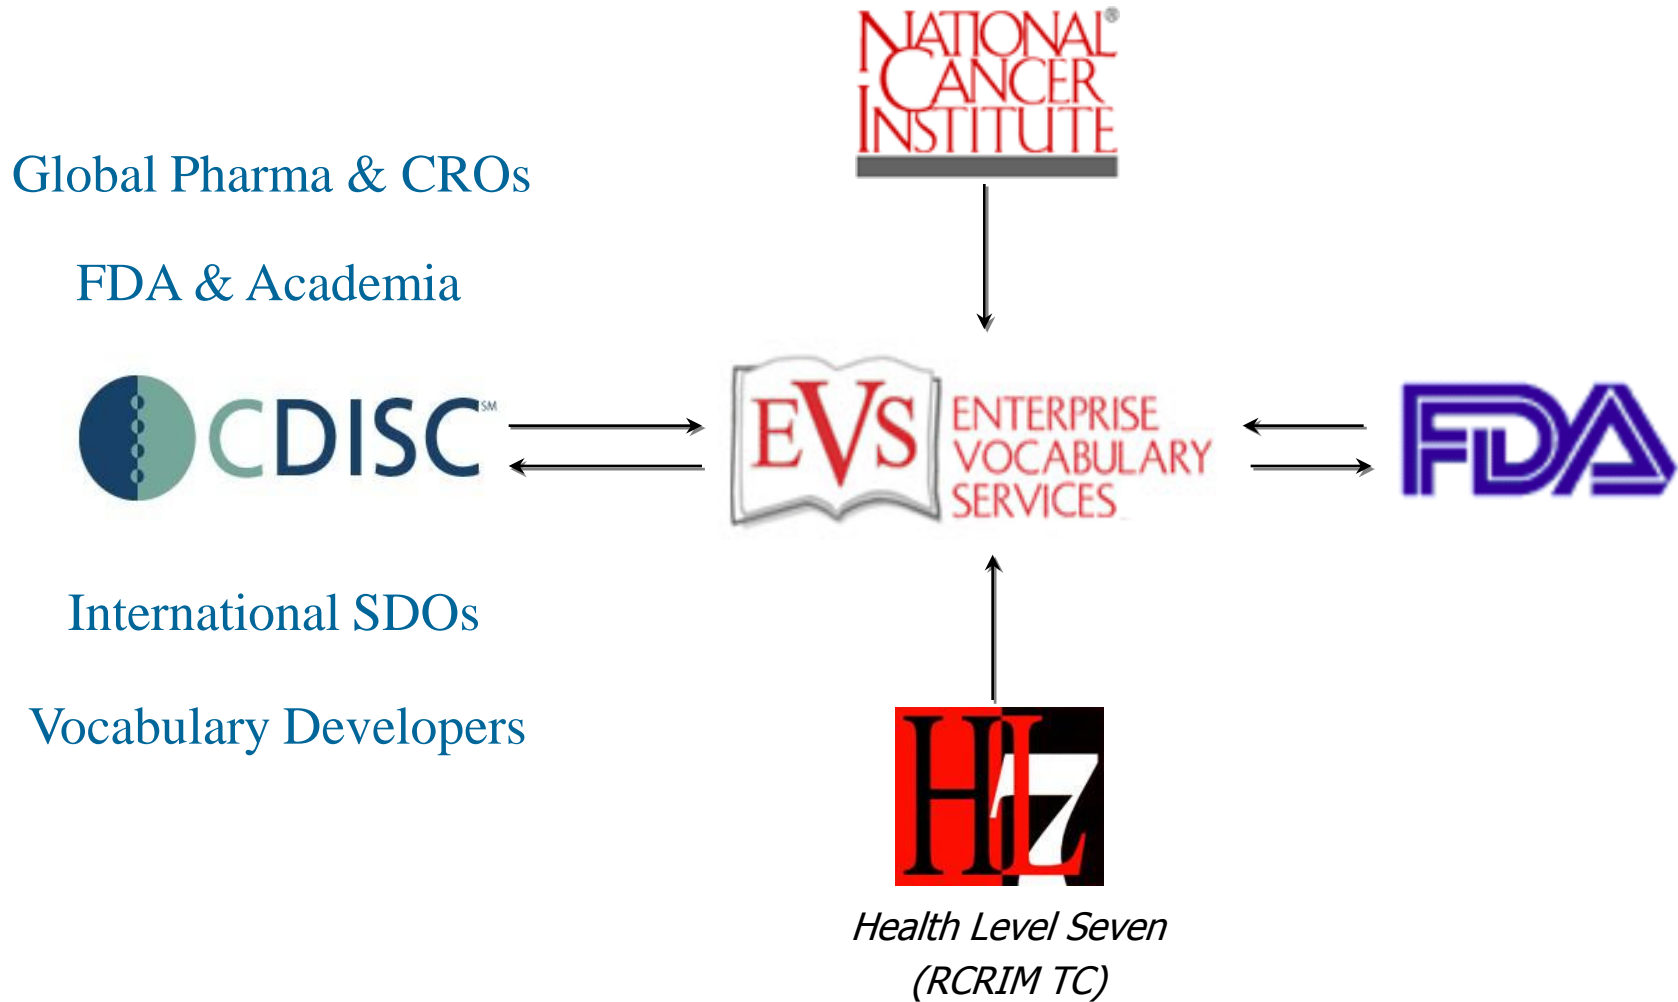 NATIONAL®
CANCER
INSTITUTE
Global Pharma & CROs
FDA & Academia
CDISC℠
EVS
ENTERPRISE
VOCABULARY
SERVICES
FDA
International SDOs
Vocabulary Developers
HL7
Health Level Seven
(RCRIM TC)